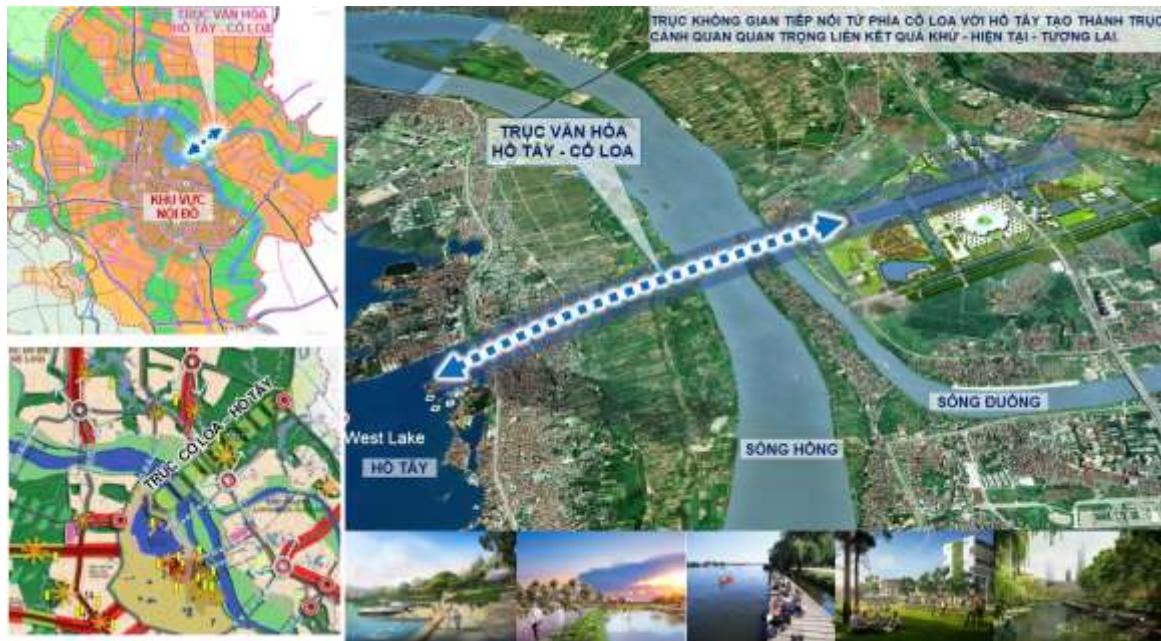 TRỤC VĂN HÓA
HỒ TÂY - CỔ LOA
KHU VỰC
NỘI ĐÔ
TRỤC KHÔNG GIAN TIẾP NỐI TỪ PHÍA CỔ LOA VỚI HỒ TÂY TẠO THÀNH TRỤC
CẢNH QUAN QUAN TRỌNG LIÊN KẾT QUÁ KHỨ - HIỆN TẠI - TƯƠNG LAI.
TRỤC VĂN HÓA
HỒ TÂY - CỔ LOA
SÔNG ĐUỐNG
SÔNG HỒNG
West Lake
HỒ TÂY
TRỤC CỔ LOA - HỒ TÂY